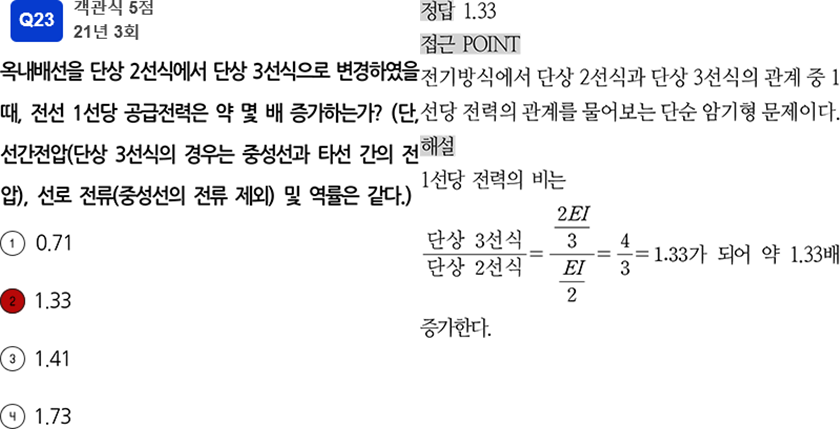 Q23
객관식 5점
21년 3회
옥내배선을 단상 2선식에서 단상 3선식으로 변경하였을
때, 전선 1선당 공급전력은 약 몇 배 증가하는가? (단,
선간전압(단상 3선식의 경우는 중성선과 타선 간의 전
압), 선로 전류(중성선의 전류 제외) 및 역률은 같다.)
1 0.71
2 1.33
3 1.41
4 1.73
정답 1.33
접근 POINT
전기방식에서 단상 2선식과 단상 3선식의 관계 중 1
선당 전력의 관계를 물어보는 단순 암기형 문제이다.
해설
1선당 전력의 비는
단상 3선식/단상 2선식 = (2EI/3)/(EI/2) = 4/3 = 1.33가 되어 약 1.33배
증가한다.